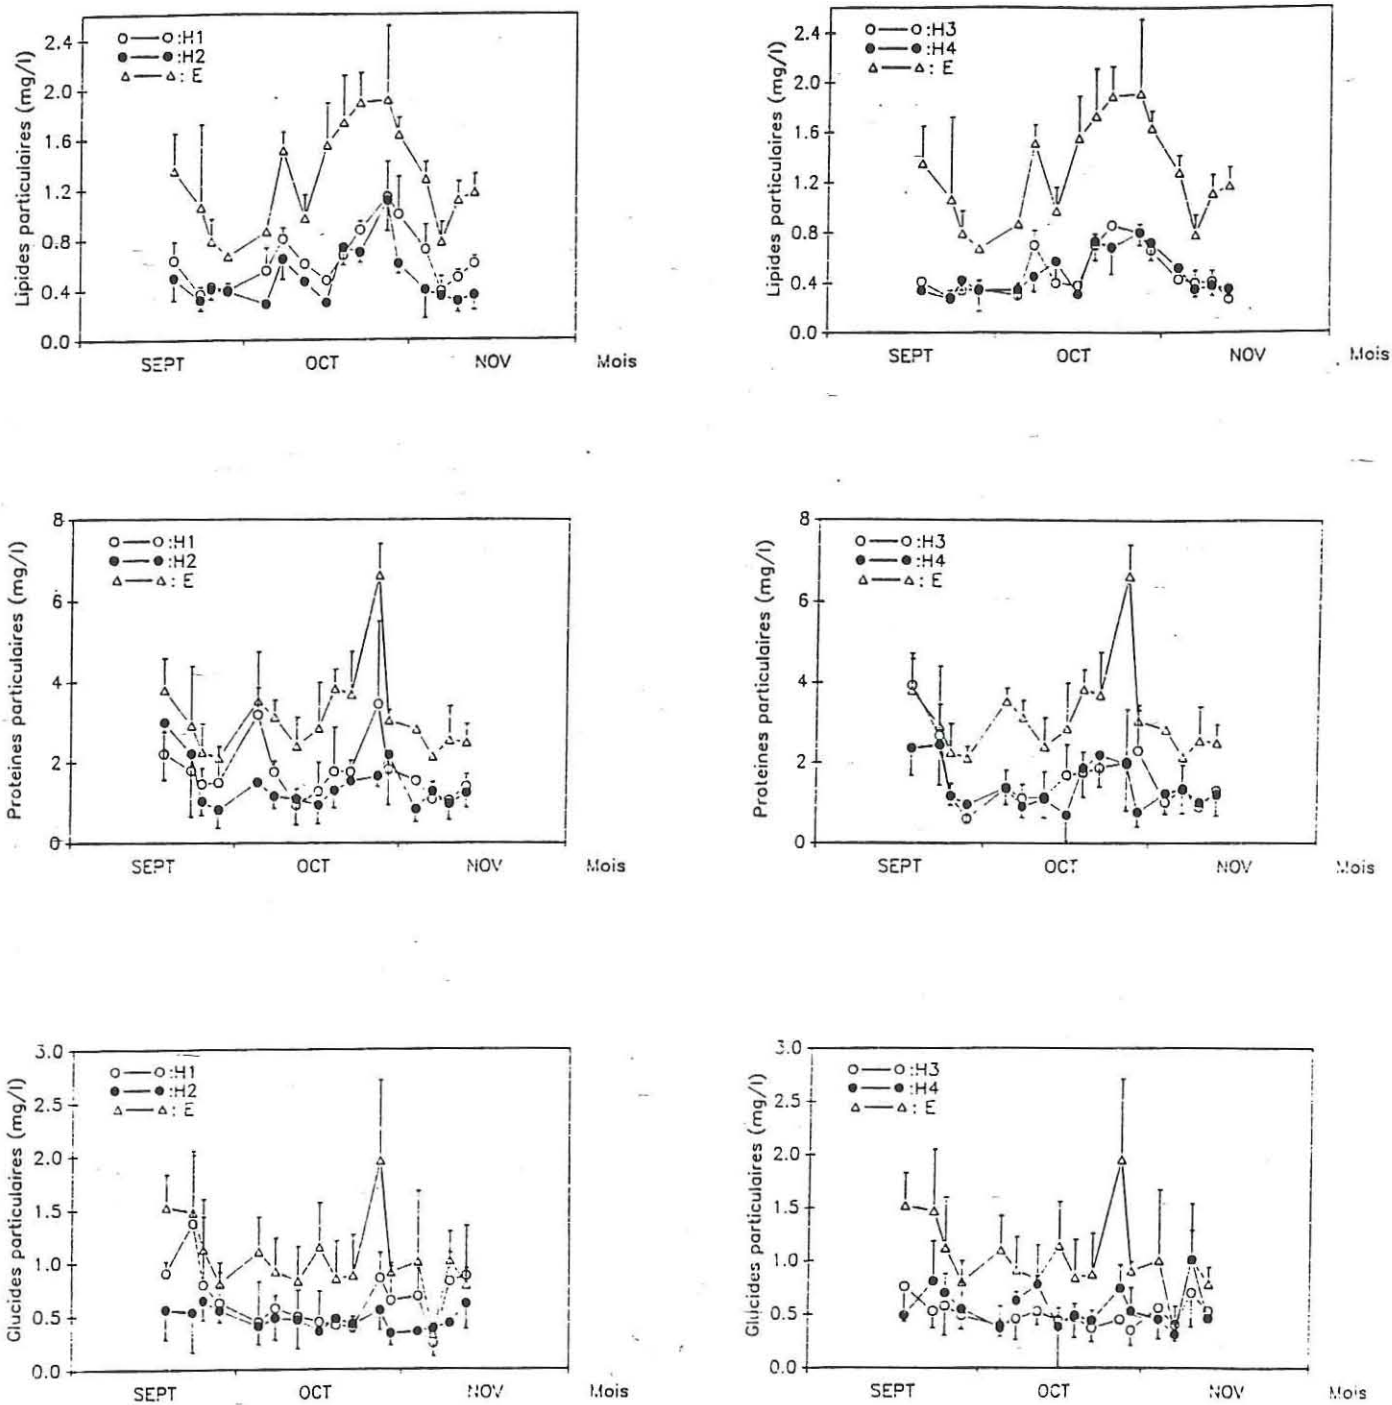 Lipides particulaires (mg/l)
2.4
2.0
1.6
1.2
0.8
0.4
0.0
:H1
:H2
: E
SEPT
OCT
NOV
Mois
Lipides particulaires (mg/l)
2.4
2.0
1.6
1.2
0.8
0.4
0.0
:H3
:H4
: E
SEPT
OCT
NOV
Mois
Proteines particulaires (mg/l)
8
6
4
2
0
:H1
:H2
: E
SEPT
OCT
NOV
Mois
Proteines particulaires (mg/l)
8
6
4
2
0
:H3
:H4
: E
SEPT
OCT
NOV
Mois
Glucides particulaires (mg/l)
3.0
2.5
2.0
1.5
1.0
0.5
0.0
:H1
:H2
: E
SEPT
OCT
NOV
Mois
Glucides particulaires (mg/l)
3.0
2.5
2.0
1.5
1.0
0.5
0.0
:H3
:H4
: E
SEPT
OCT
NOV
Mois